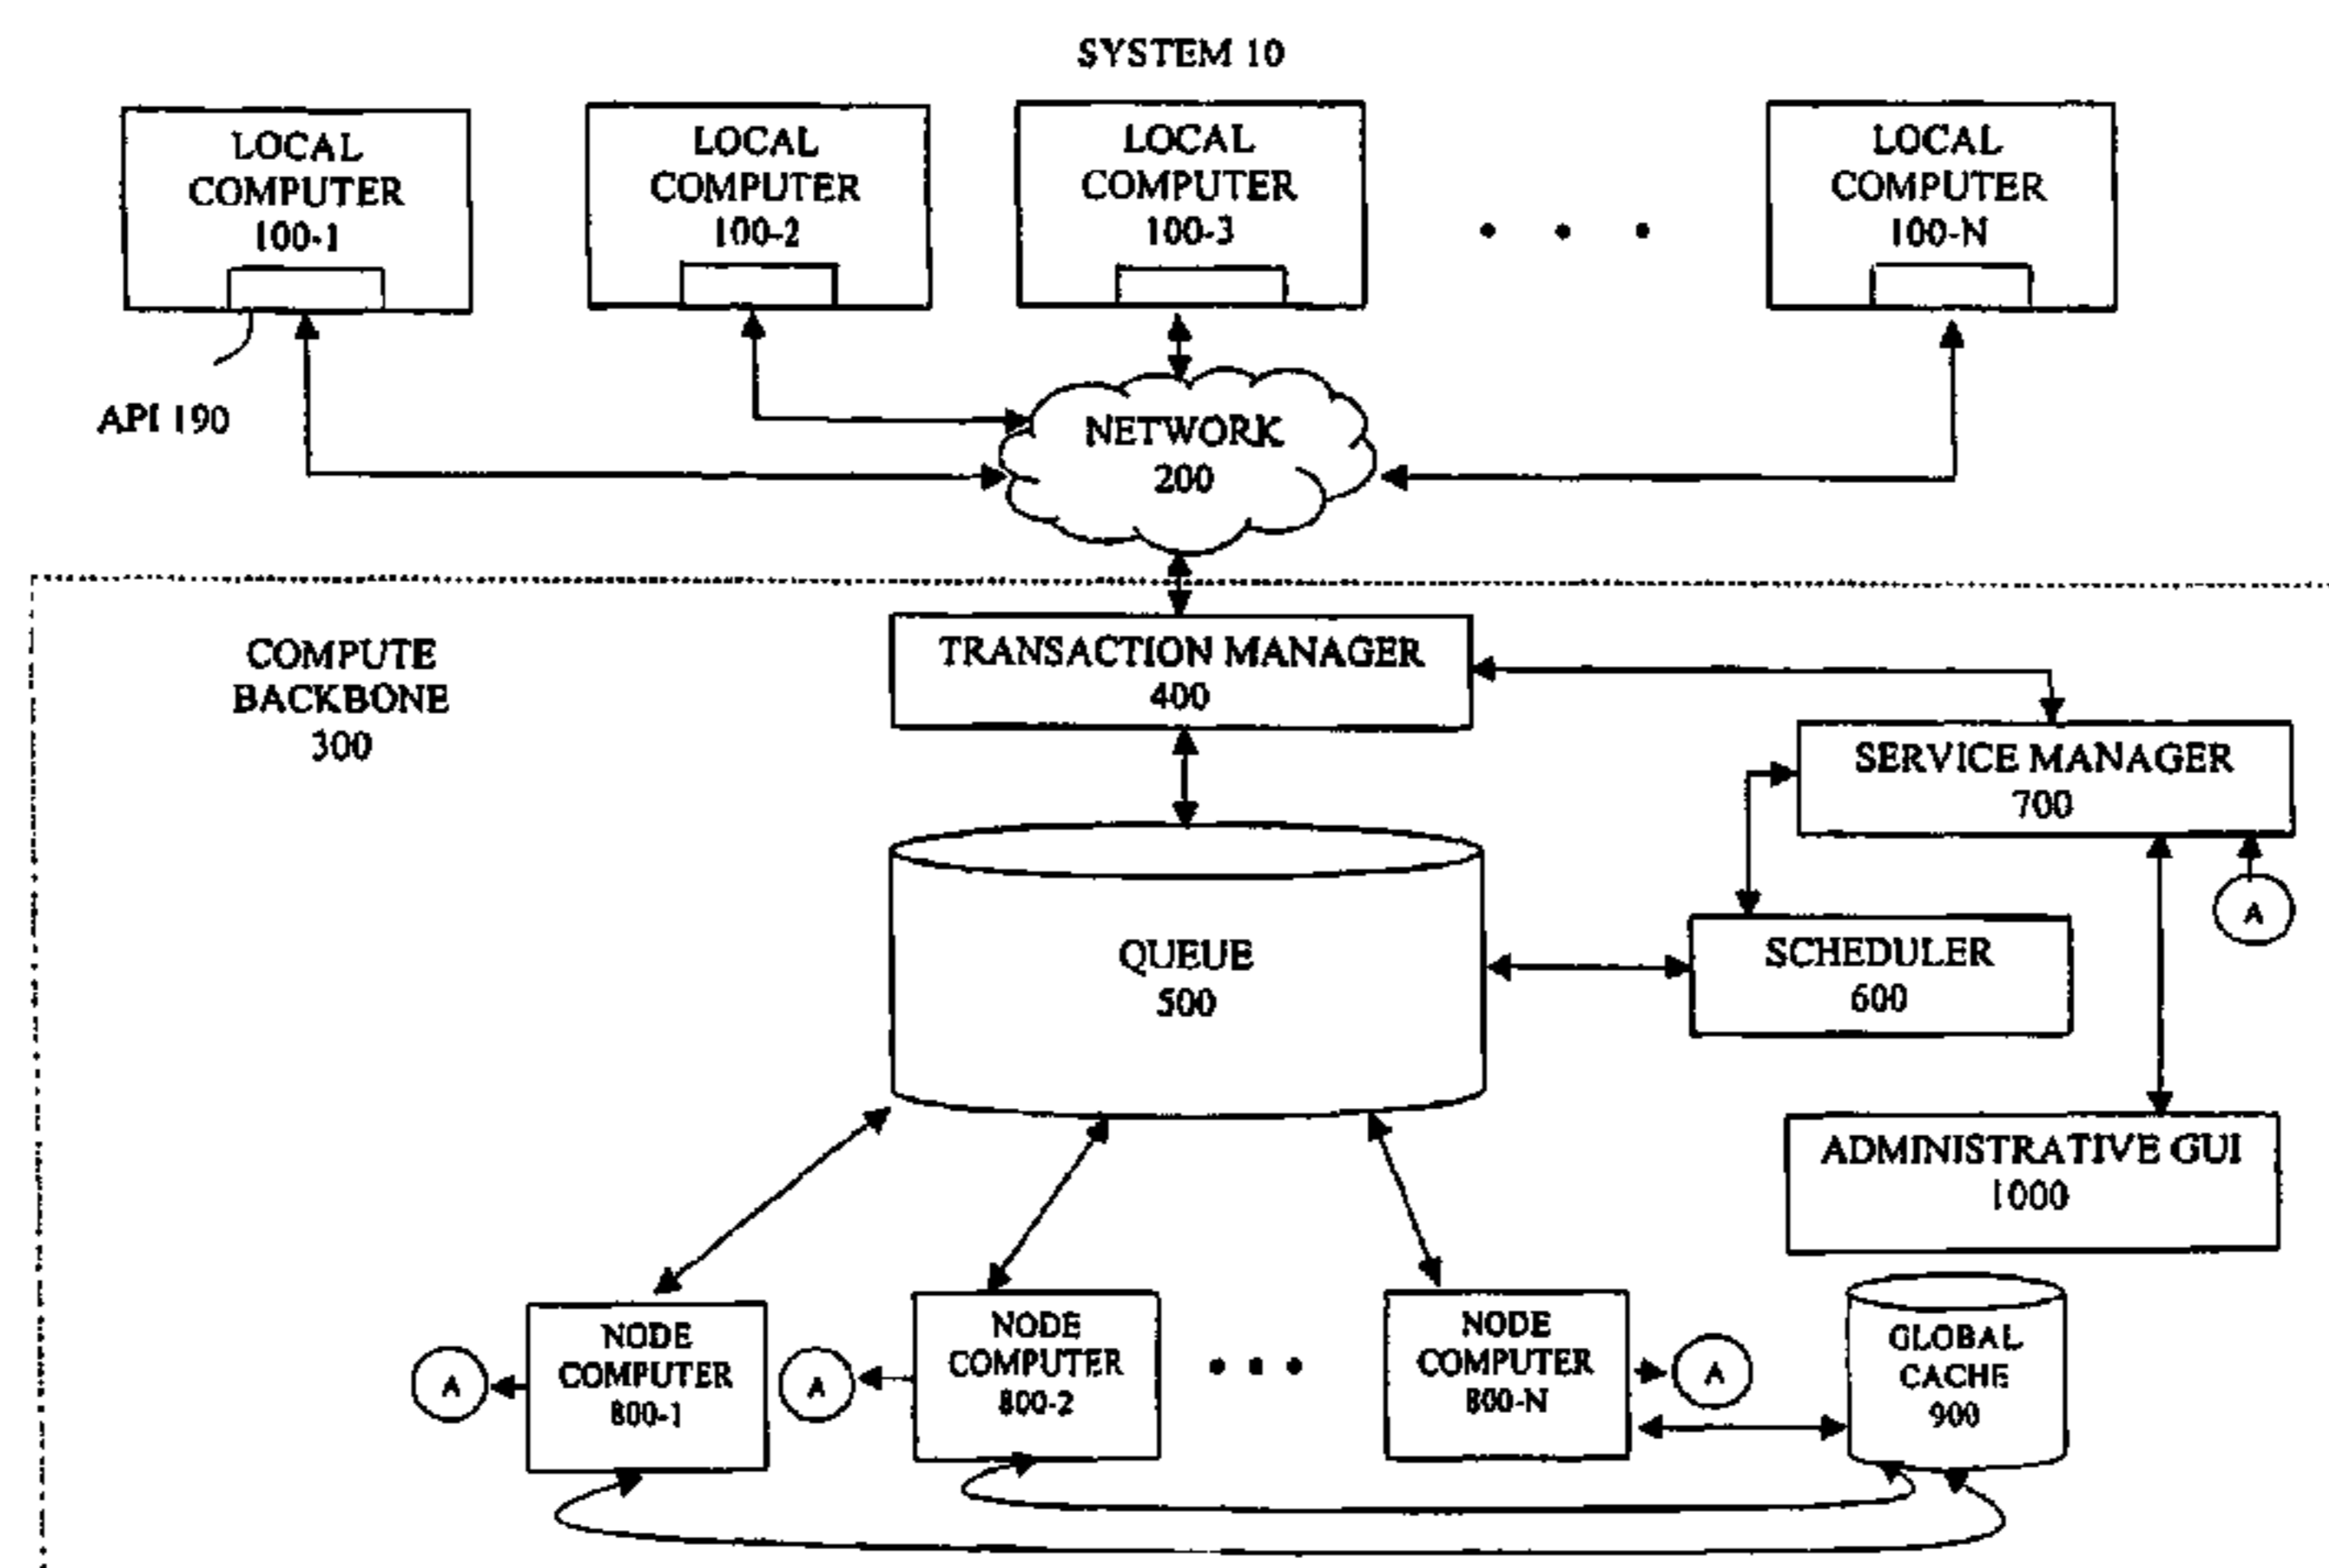 SYSTEM 10
LOCAL
COMPUTER
100-1
LOCAL
COMPUTER
100-2
LOCAL
COMPUTER
100-3
LOCAL
COMPUTER
100-N
API 190
NETWORK
200
COMPUTE
BACKBONE
300
TRANSACTION MANAGER
400
SERVICE MANAGER
700
A
QUEUE
500
SCHEDULER
600
ADMINISTRATIVE GUI
1000
A
NODE
COMPUTER
800-1
A
NODE
COMPUTER
800-2
NODE
COMPUTER
800-N
A
GLOBAL
CACHE
900